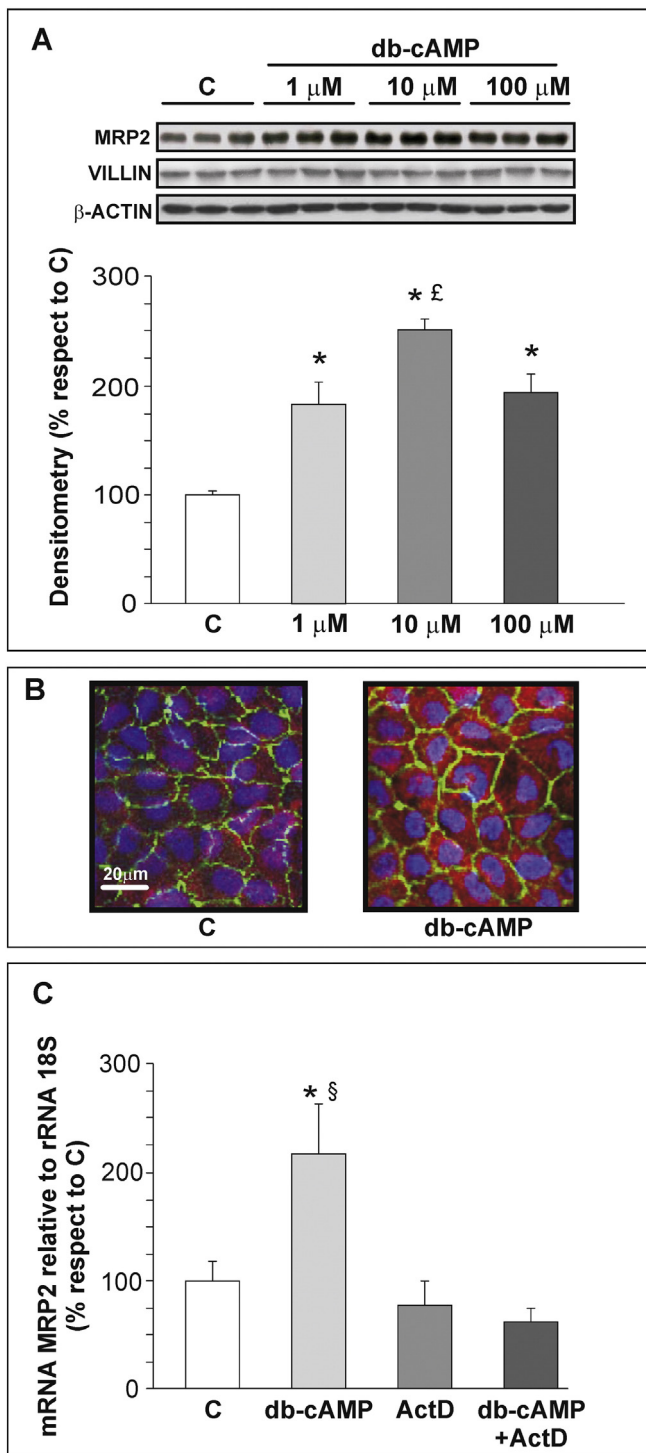 A
db-cAMP
C 1 μM 10 μM 100 μM
MRP2
VILLIN
β-ACTIN
Densitometry (% respect to C)
300
200
100
0
* * £ *
C 1 μM 10 μM 100 μM
B
20μm
C db-cAMP
C
mRNA MRP2 relative to rRNA 18S
(% respect to C)
300
200
100
0
* §
C db-cAMP ActD db-cAMP
+ActD